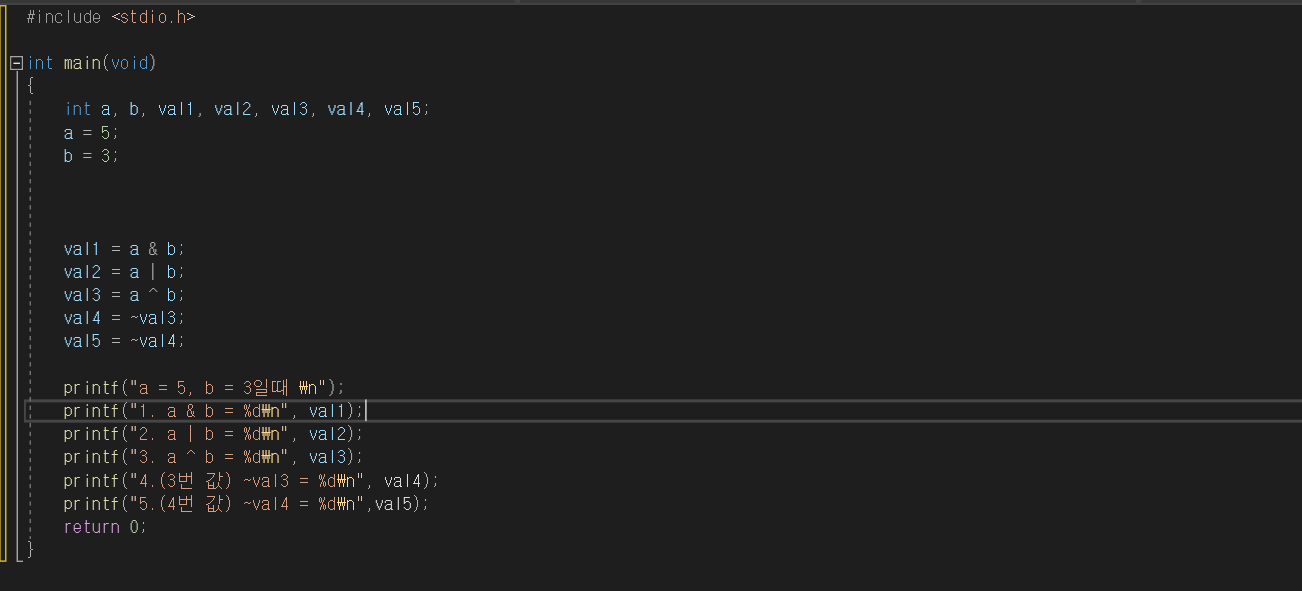 #include <stdio.h>
int main(void)
{
int a, b, val1, val2, val3, val4, val5;
a = 5;
b = 3;
val1 = a & b;
val2 = a | b;
val3 = a ^ b;
val4 = ~val3;
val5 = ~val4;
printf("a = 5, b = 3일때 ₩n");
printf("1. a & b = %d₩n", val1);
printf("2. a | b = %d₩n", val2);
printf("3. a ^ b = %d₩n", val3);
printf("4.(3번 값) ~val3 = %d₩n", val4);
printf("5.(4번 값) ~val4 = %d₩n",val5);
return 0;
}